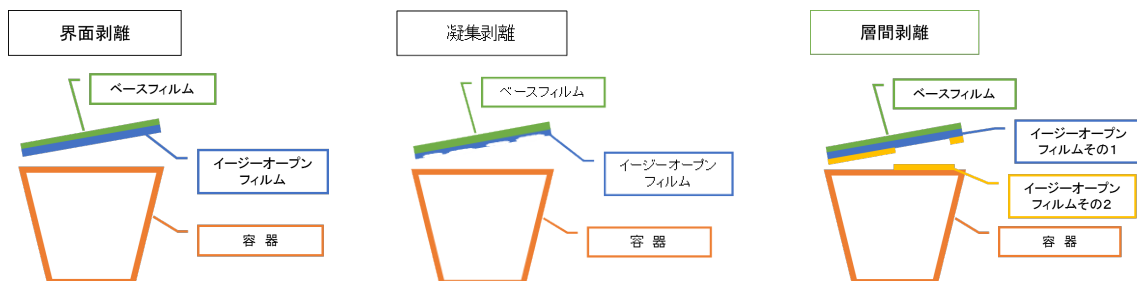 界面剥離
ベースフィルム
イージーオープン
フィルム
容 器
凝集剥離
ベースフィルム
イージーオープン
フィルム
容 器
層間剥離
ベースフィルム
イージーオープン
フィルムその1
イージーオープン
フィルムその2
容 器